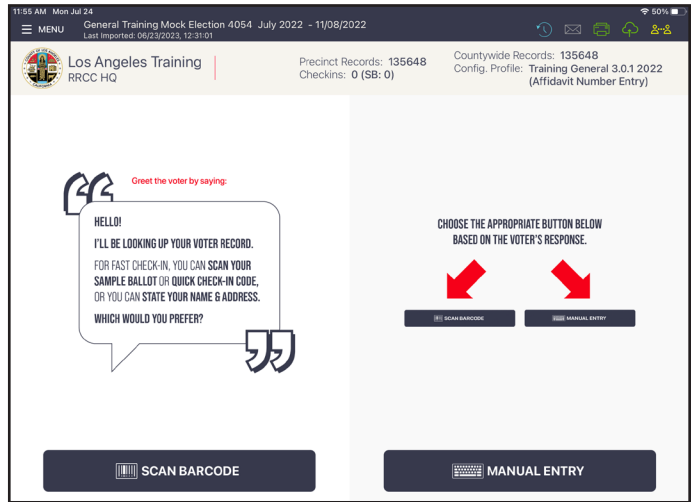 11:55 AM Mon Jul 24
50%
MENU
General Training Mock Election 4054 July 2022 - 11/08/2022
Last Imported: 06/23/2023, 12:31:01
Los Angeles Training
RRCC HQ
Precinct Records: 135648
Checkins: 0 (SB: 0)
Countywide Records: 135648
Config. Profile: Training General 3.0.1 2022
(Affidavit Number Entry)
Greet the voter by saying:
HELLO!
I'LL BE LOOKING UP YOUR VOTER RECORD.
FOR FAST CHECK-IN, YOU CAN SCAN YOUR
SAMPLE BALLOT OR QUICK CHECK-IN CODE,
OR YOU CAN STATE YOUR NAME & ADDRESS.
WHICH WOULD YOU PREFER?
CHOOSE THE APPROPRIATE BUTTON BELOW
BASED ON THE VOTER'S RESPONSE.
SCAN BARCODE
MANUAL ENTRY
SCAN BARCODE
MANUAL ENTRY